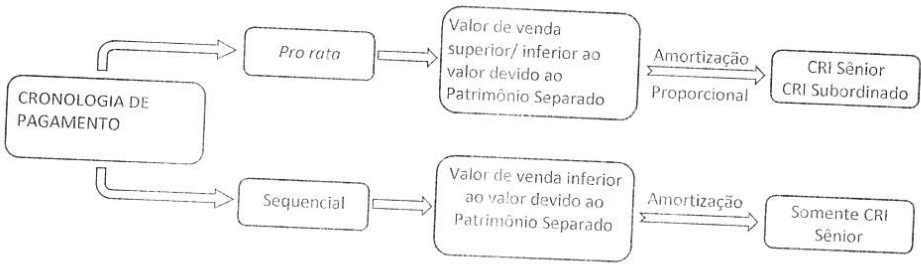 CRONOLOGIA DE
PAGAMENTO
Pro rata
Valor de venda
superior/ inferior ao
valor devido ao
Patrimônio Separado
Amortização
Proporcional
CRI Sênior
CRI Subordinado
Sequencial
Valor de venda inferior
ao valor devido ao
Patrimônio Separado
Amortização
Somente CRI
Sênior